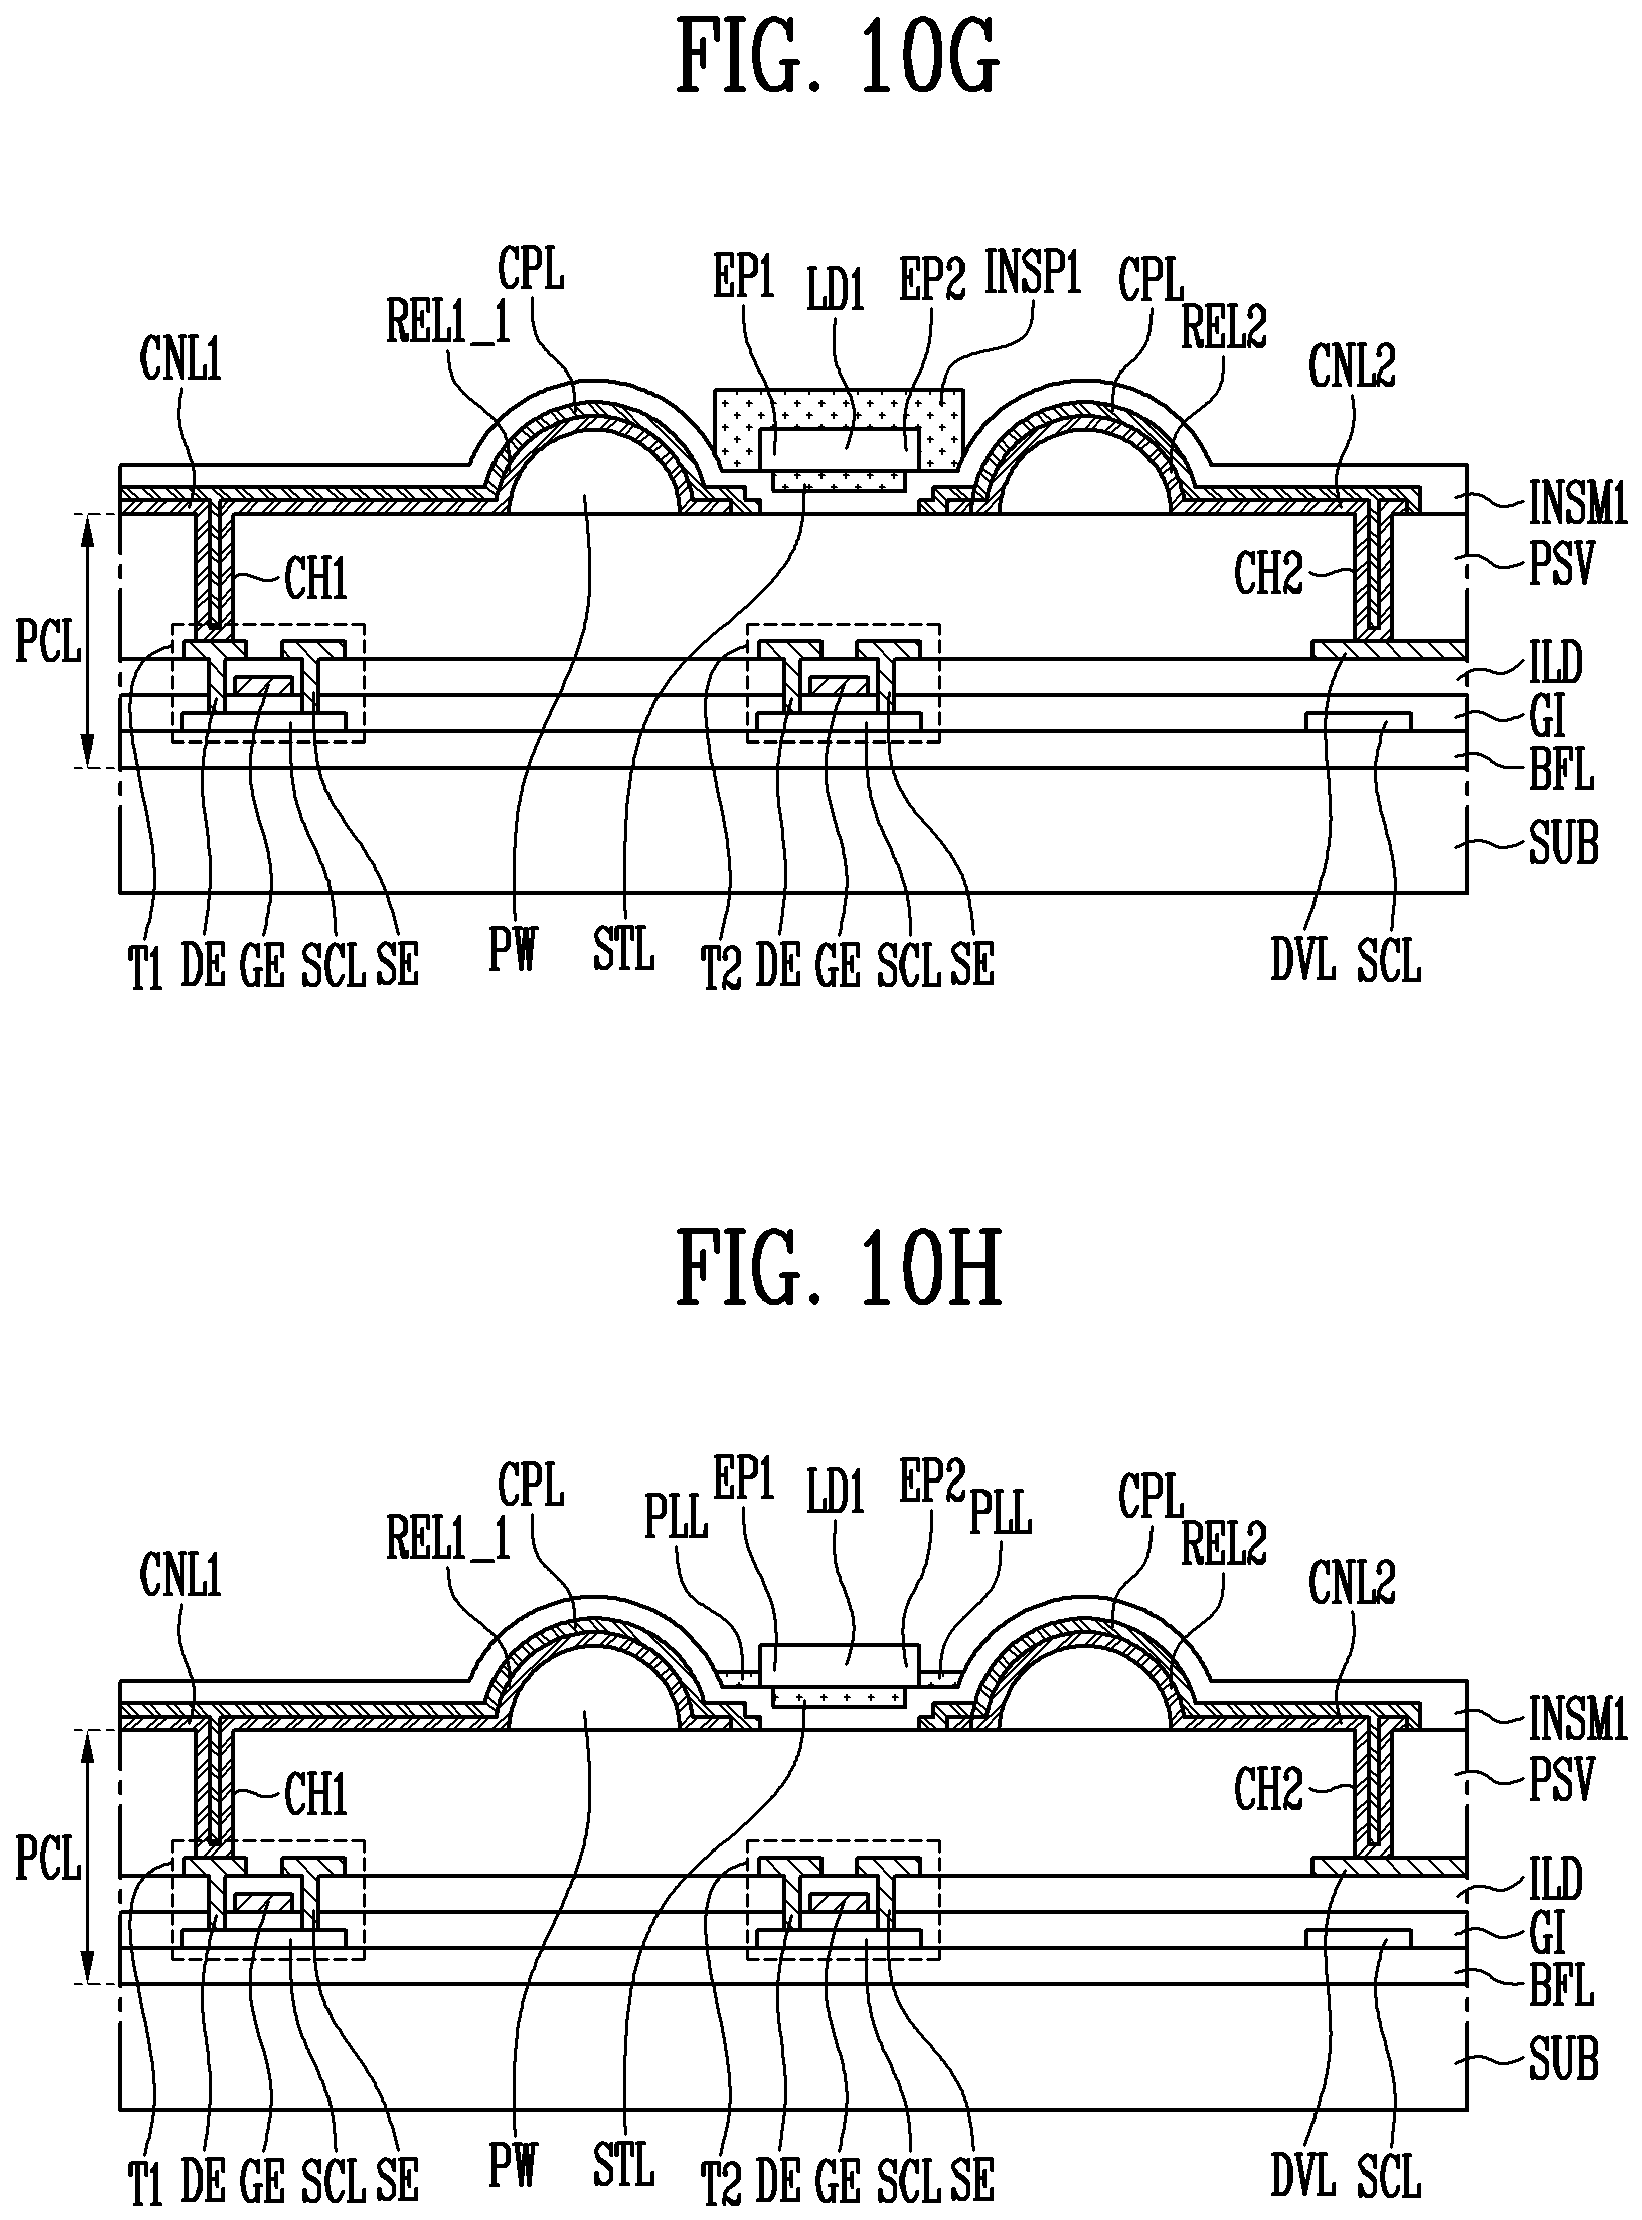 FIG. 10G
CPL EP1 LD1 EP2 INSP1 CPL
REL1_1 REL2
CNL1 CNL2
INSM1
CH1 CH2 PSV
PCL ILD
GI
BFL
SUB
T1 DE GE SCL SE PW STL T2 DE GE SCL SE DVL SCL
FIG. 10H
CPL PLL EP1 LD1 EP2 PLL CPL
REL1_1 REL2
CNL1 CNL2
INSM1
CH1 CH2 PSV
PCL ILD
GI
BFL
SUB
T1 DE GE SCL SE PW STL T2 DE GE SCL SE DVL SCL